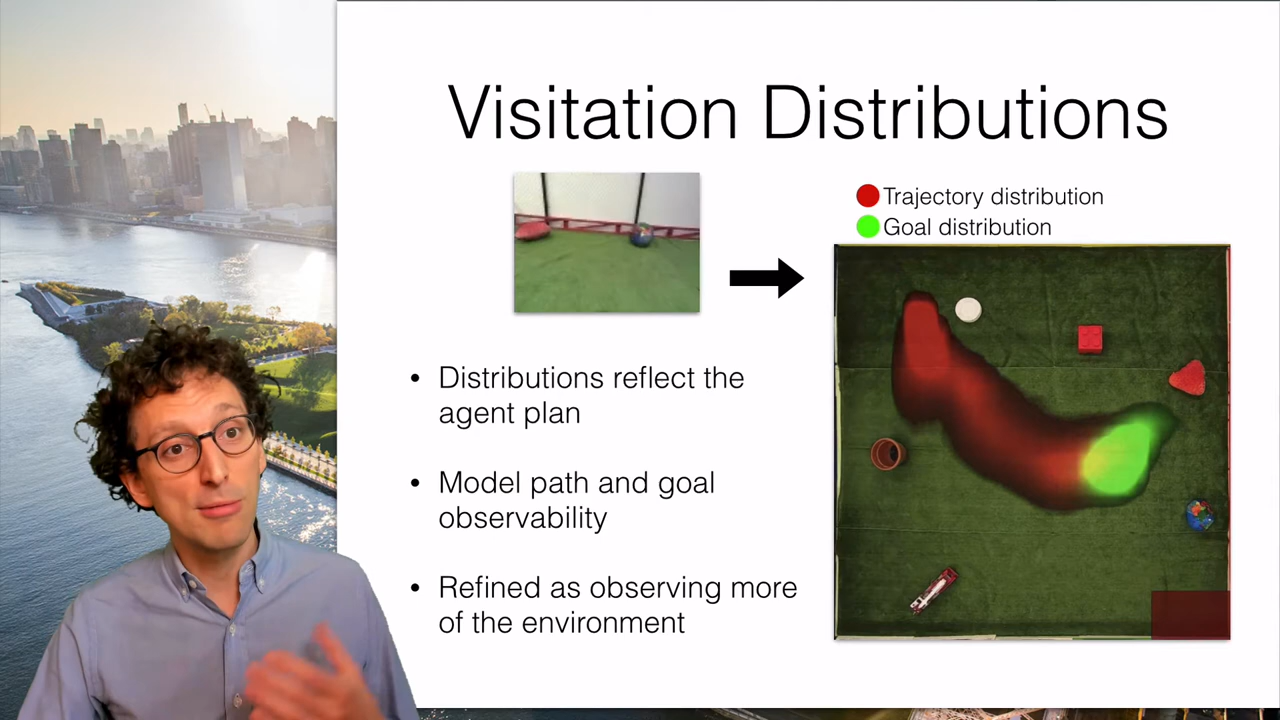 Visitation Distributions
Trajectory distribution
Goal distribution
• Distributions reflect the
agent plan
• Model path and goal
observability
• Refined as observing more
of the environment